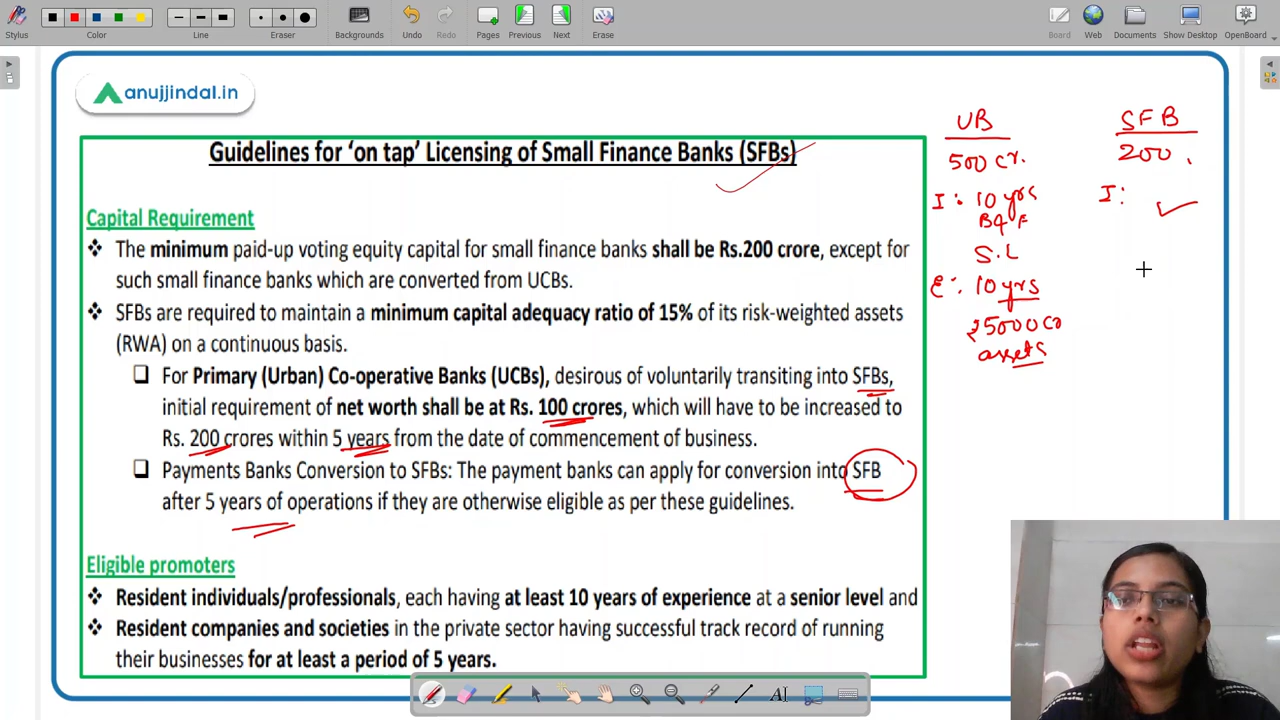 Stylus
Color
Line
Eraser
Backgrounds
Undo
Redo
Pages
Previous
Next
Erase
Board
Web
Documents
Show Desktop
OpenBoard
anujjindal.in
Guidelines for ‘on tap’ Licensing of Small Finance Banks (SFBs)
Capital Requirement
❖ The minimum paid-up voting equity capital for small finance banks shall be Rs.200 crore, except for
such small finance banks which are converted from UCBs.
❖ SFBs are required to maintain a minimum capital adequacy ratio of 15% of its risk-weighted assets
(RWA) on a continuous basis.
❑ For Primary (Urban) Co-operative Banks (UCBs), desirous of voluntarily transiting into SFBs,
initial requirement of net worth shall be at Rs. 100 crores, which will have to be increased to
Rs. 200 crores within 5 years from the date of commencement of business.
❑ Payments Banks Conversion to SFBs: The payment banks can apply for conversion into SFB
after 5 years of operations if they are otherwise eligible as per these guidelines.
Eligible promoters
❖ Resident individuals/professionals, each having at least 10 years of experience at a senior level and
❖ Resident companies and societies in the private sector having successful track record of running
their businesses for at least a period of 5 years.
UB
500 cr.
I: 10 yrs
B & F
S.L
E: 10 yrs
₹5000 cr
assets
SFB
200
I:
AI